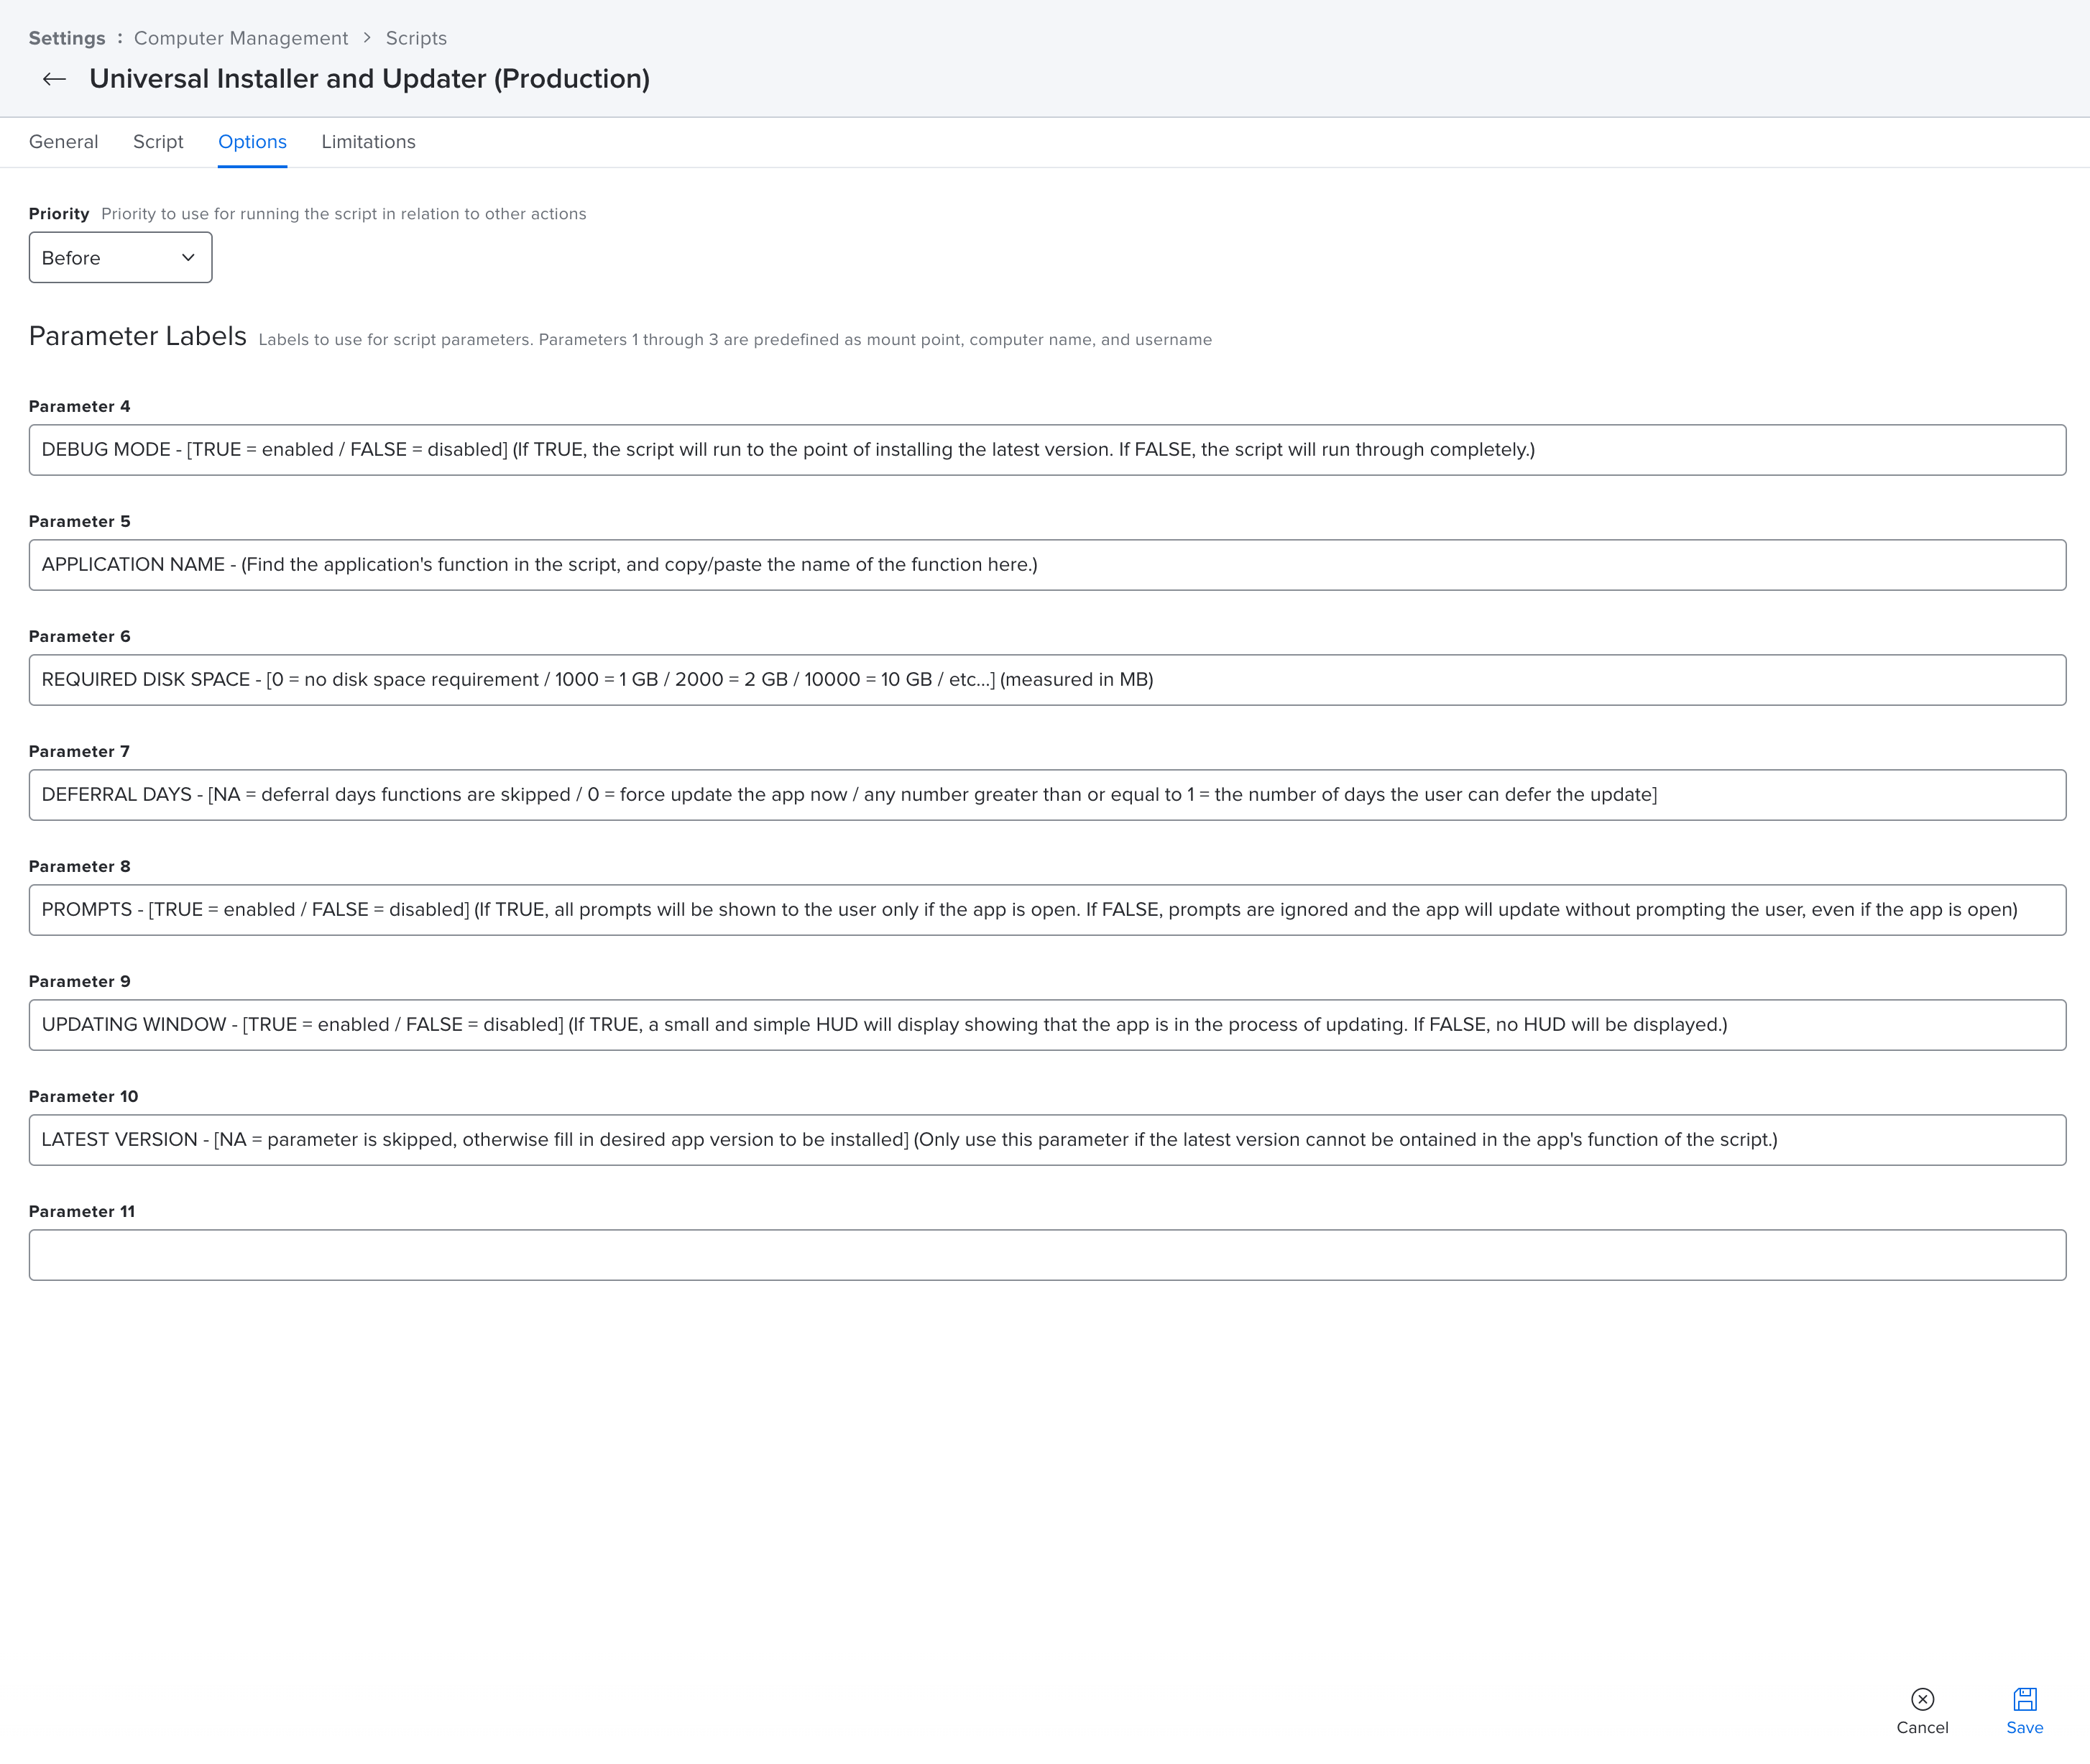 Settings : Computer Management > Scripts
← Universal Installer and Updater (Production)
General Script Options Limitations
Priority Priority to use for running the script in relation to other actions
Before
Parameter Labels Labels to use for script parameters. Parameters 1 through 3 are predefined as mount point, computer name, and username
Parameter 4
DEBUG MODE - [TRUE = enabled / FALSE = disabled] (If TRUE, the script will run to the point of installing the latest version. If FALSE, the script will run through completely.)
Parameter 5
APPLICATION NAME - (Find the application's function in the script, and copy/paste the name of the function here.)
Parameter 6
REQUIRED DISK SPACE - [0 = no disk space requirement / 1000 = 1 GB / 2000 = 2 GB / 10000 = 10 GB / etc...] (measured in MB)
Parameter 7
DEFERRAL DAYS - [NA = deferral days functions are skipped / 0 = force update the app now / any number greater than or equal to 1 = the number of days the user can defer the update]
Parameter 8
PROMPTS - [TRUE = enabled / FALSE = disabled] (If TRUE, all prompts will be shown to the user only if the app is open. If FALSE, prompts are ignored and the app will update without prompting the user, even if the app is open)
Parameter 9
UPDATING WINDOW - [TRUE = enabled / FALSE = disabled] (If TRUE, a small and simple HUD will display showing that the app is in the process of updating. If FALSE, no HUD will be displayed.)
Parameter 10
LATEST VERSION - [NA = parameter is skipped, otherwise fill in desired app version to be installed] (Only use this parameter if the latest version cannot be ontained in the app's function of the script.)
Parameter 11
Cancel Save